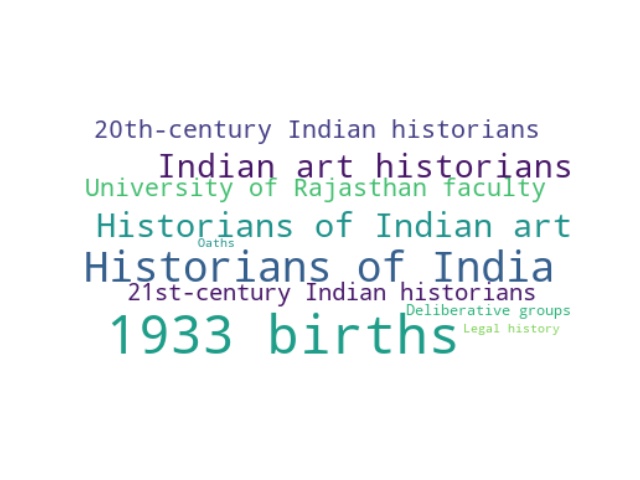 20th-century Indian historians
Indian art historians
University of Rajasthan faculty
Historians of Indian art
Oaths
Historians of India
21st-century Indian historians
Deliberative groups
1933 births
Legal history